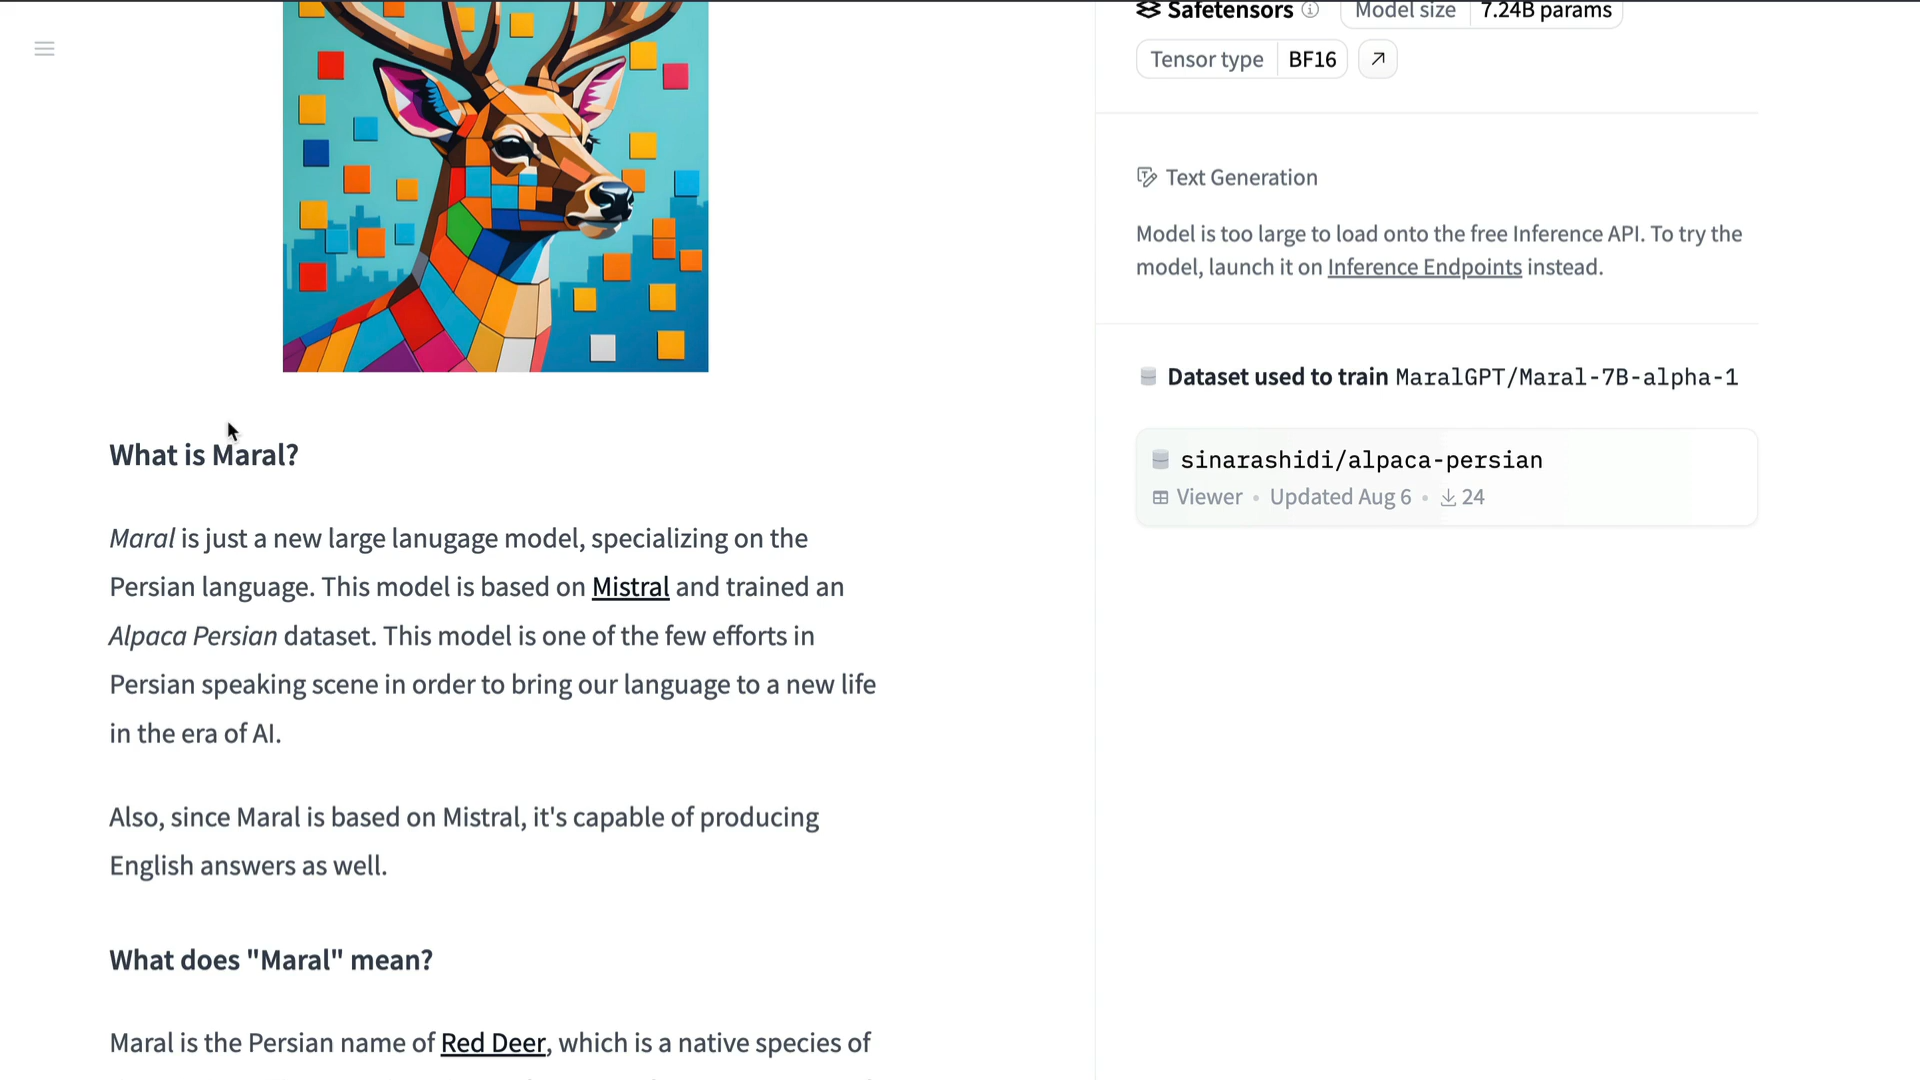 What is Maral?
Maral is just a new large lanugage model, specializing on the
Persian language. This model is based on Mistral and trained an
Alpaca Persian dataset. This model is one of the few efforts in
Persian speaking scene in order to bring our language to a new life
in the era of AI.
Also, since Maral is based on Mistral, it's capable of producing
English answers as well.
What does "Maral" mean?
Maral is the Persian name of Red Deer, which is a native species of
Safetensors Model size 7.24B params
Tensor type BF16
Text Generation
Model is too large to load onto the free Inference API. To try the
model, launch it on Inference Endpoints instead.
Dataset used to train MaralGPT/Maral-7B-alpha-1
sinarashidi/alpaca-persian
Viewer • Updated Aug 6 • 24